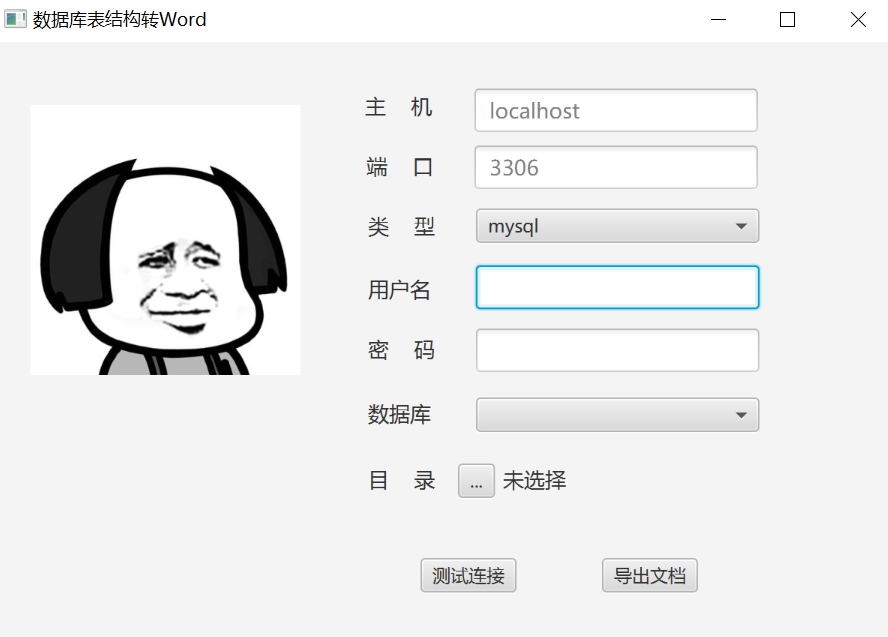 数据库表结构转Word
主 机 localhost
端 口 3306
类 型 mysql
用户名
密 码
数据库
目 录 ... 未选择
测试连接 导出文档